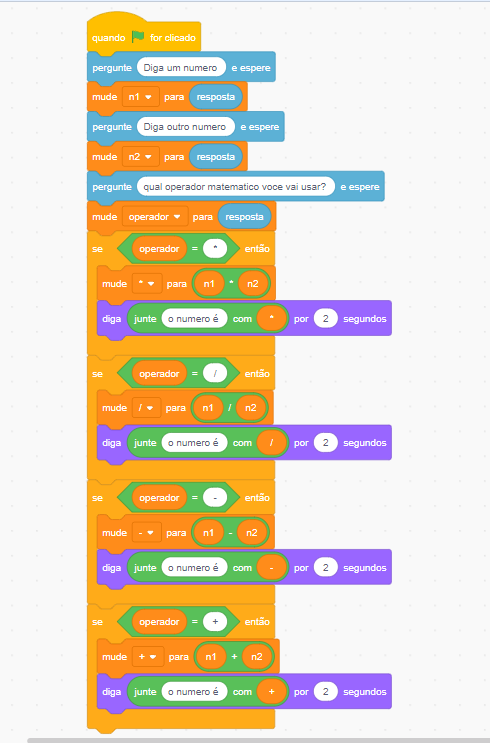 quando for clicado
pergunte Diga um numero e espere
mude n1 para resposta
pergunte Diga outro numero e espere
mude n2 para resposta
pergunte qual operador matematico voce vai usar? e espere
mude operador para resposta
se operador = * então
mude * para n1 * n2
diga junte o numero é com * por 2 segundos
se operador = / então
mude / para n1 / n2
diga junte o numero é com / por 2 segundos
se operador = - então
mude - para n1 - n2
diga junte o numero é com - por 2 segundos
se operador = + então
mude + para n1 + n2
diga junte o numero é com + por 2 segundos